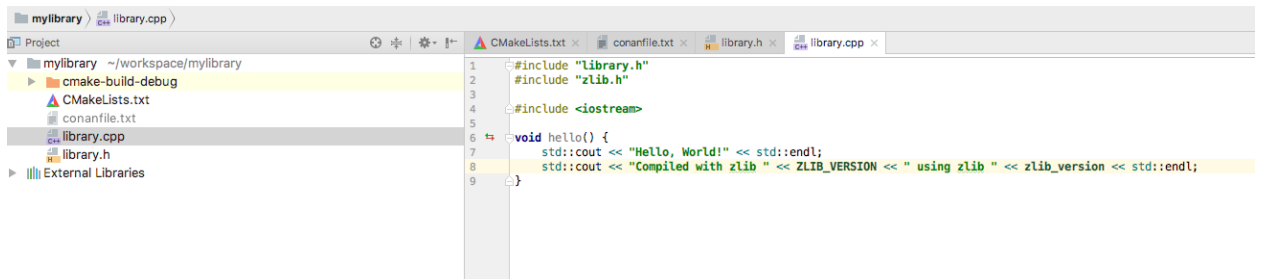 mylibrary library.cpp
Project
CMakeLists.txt conanfile.txt library.h library.cpp
mylibrary ~/workspace/mylibrary
cmake-build-debug
CMakeLists.txt
conanfile.txt
library.cpp
library.h
External Libraries
1 #include "library.h"
2 #include "zlib.h"
3
4 #include <iostream>
5
6 void hello() {
7 std::cout << "Hello, World!" << std::endl;
8 std::cout << "Compiled with zlib " << ZLIB_VERSION << " using zlib " << zlib_version << std::endl;
9 }